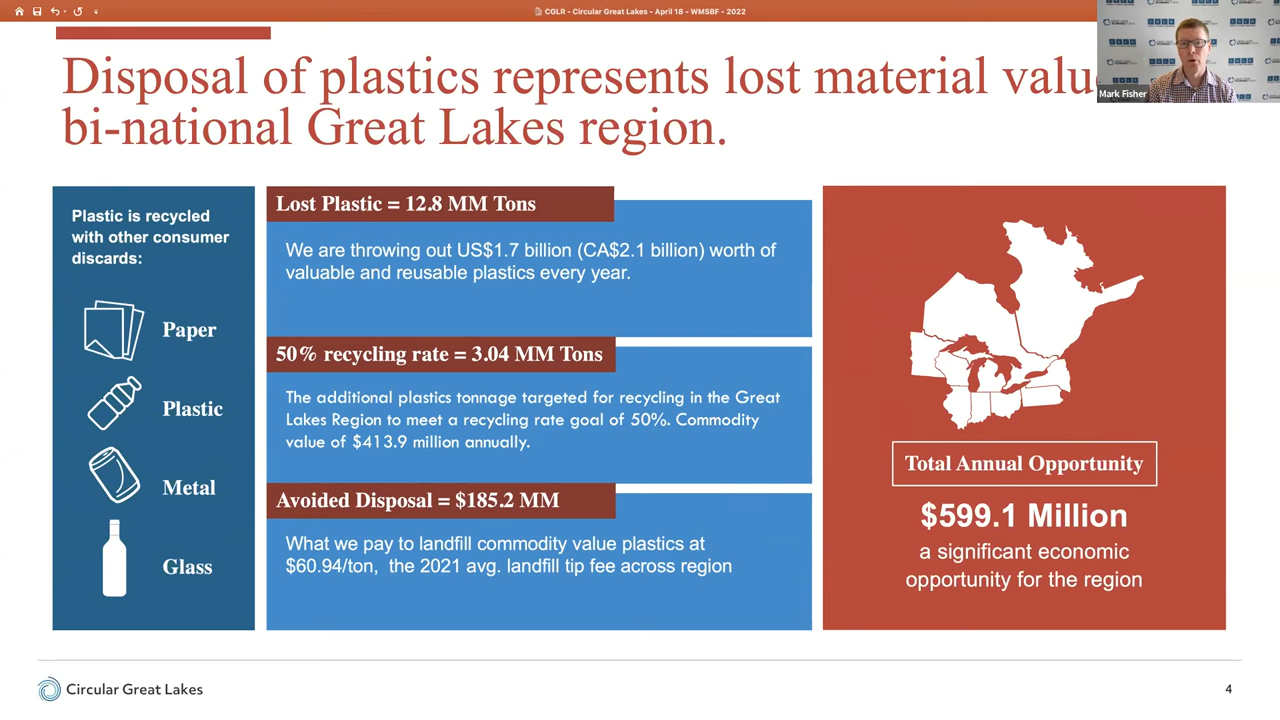 CGLR - Circular Great Lakes - April 18 - WMSBF - 2022
Disposal of plastics represents lost material
bi-national Great Lakes region.
Mark Fisher
Plastic is recycled
with other consumer
discards:
Paper
Plastic
Metal
Glass
Lost Plastic = 12.8 MM Tons
We are throwing out US$1.7 billion (CA$2.1 billion) worth of
valuable and reusable plastics every year.
50% recycling rate = 3.04 MM Tons
The additional plastics tonnage targeted for recycling in the Great
Lakes Region to meet a recycling rate goal of 50%. Commodity
value of $413.9 million annually.
Avoided Disposal = $185.2 MM
What we pay to landfill commodity value plastics at
$60.94/ton, the 2021 avg. landfill tip fee across region
Total Annual Opportunity
$599.1 Million
a significant economic
opportunity for the region
Circular Great Lakes
4